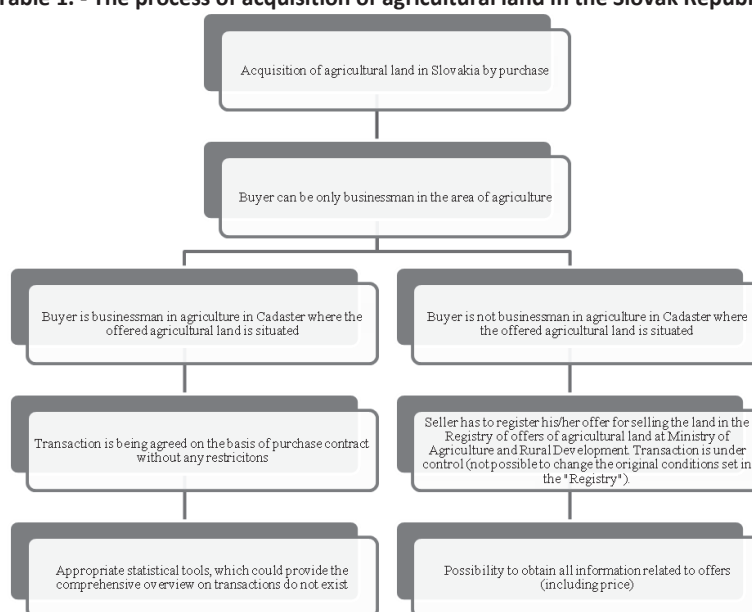 Table 1. - The process of acquisition of agricultural land in the Slovak Republ
Acquisition of agricultural land in Slovakia by purchase
Buyer can be only businessman in the area of agriculture
Buyer is businessman in agriculture in Cadaster where the
offered agricultural land is situated
Buyer is not businessman in agriculture in Cadaster where
the offered agricultural land is situated
Transaction is being agreed on the basis of purchase contract
without any restricitons
Seller has to register his/her offer for selling the land in the
Registry of offers of agricultural land at Ministry of
Agriculture and Rural Development. Transaction is under
control (not possible to change the original conditions set in
the "Registry").
Appropriate statistical tools, which could provide the
comprehensive overview on transactions do not exist
Possibility to obtain all information related to offers
(including price)